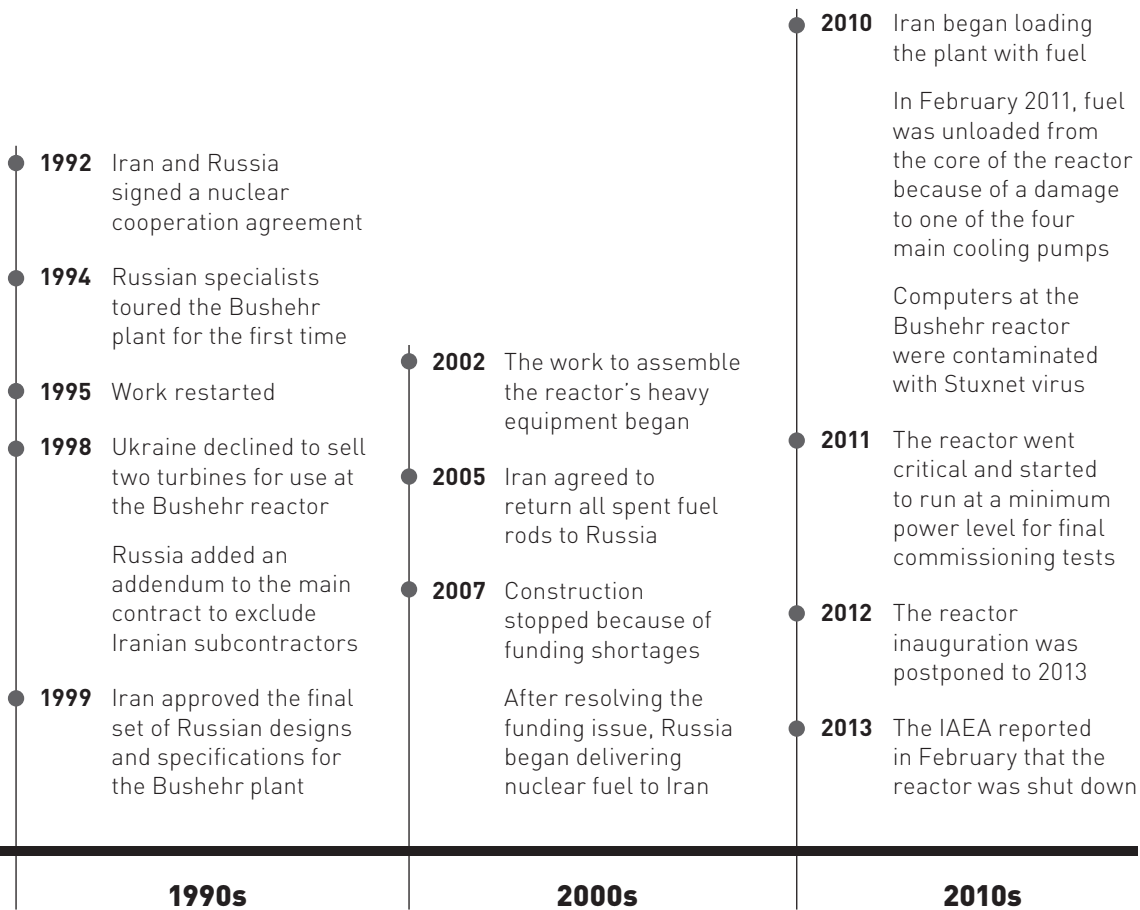 1992 Iran and Russia
signed a nuclear
cooperation agreement
1994 Russian specialists
toured the Bushehr
plant for the first time
1995 Work restarted
1998 Ukraine declined to sell
two turbines for use at
the Bushehr reactor
Russia added an
addendum to the main
contract to exclude
Iranian subcontractors
1999 Iran approved the final
set of Russian designs
and specifications for
the Bushehr plant
1990s
2002 The work to assemble
the reactor’s heavy
equipment began
2005 Iran agreed to
return all spent fuel
rods to Russia
2007 Construction
stopped because of
funding shortages
After resolving the
funding issue, Russia
began delivering
nuclear fuel to Iran
2000s
2010 Iran began loading
the plant with fuel
In February 2011, fuel
was unloaded from
the core of the reactor
because of a damage
to one of the four
main cooling pumps
Computers at the
Bushehr reactor
were contaminated
with Stuxnet virus
2011 The reactor went
critical and started
to run at a minimum
power level for final
commissioning tests
2012 The reactor
inauguration was
postponed to 2013
2013 The IAEA reported
in February that the
reactor was shut down
2010s